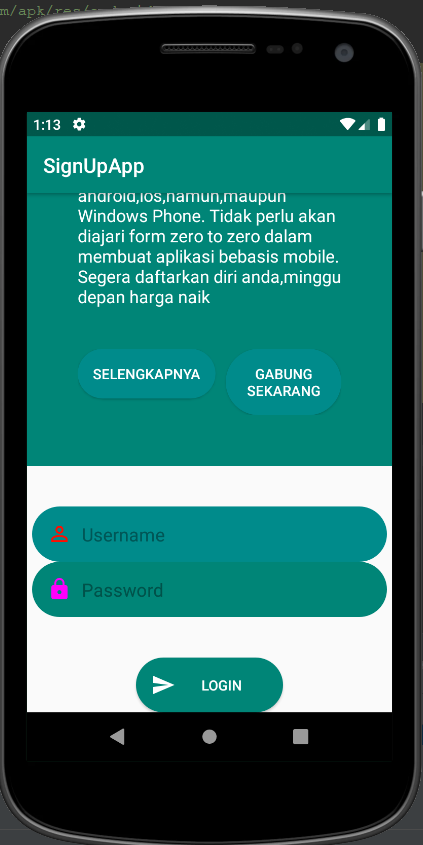 m/apk/res/
1:13
SignUpApp
android,Ios,namun,maupun
Windows Phone. Tidak perlu akan
diajari form zero to zero dalam
membuat aplikasi bebasis mobile.
Segera daftarkan diri anda,minggu
depan harga naik
SELENGKAPNYA
GABUNG
SEKARANG
Username
Password
LOGIN